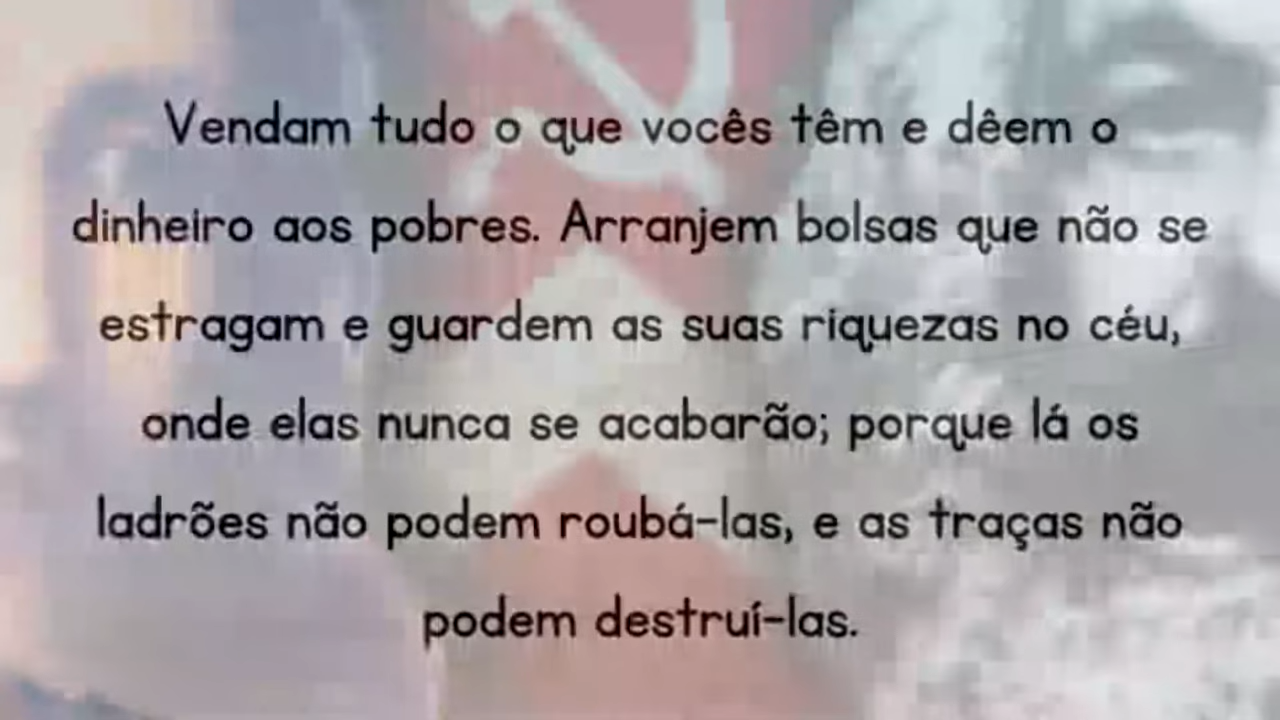 Vendam tudo o que vocês têm e dêem o
dinheiro aos pobres. Arranjem bolsas que não se
estragam e guardem as suas riquezas no céu,
onde elas nunca se acabarão; porque lá os
ladrões não podem roubá-las, e as traças não
podem destruí-las.